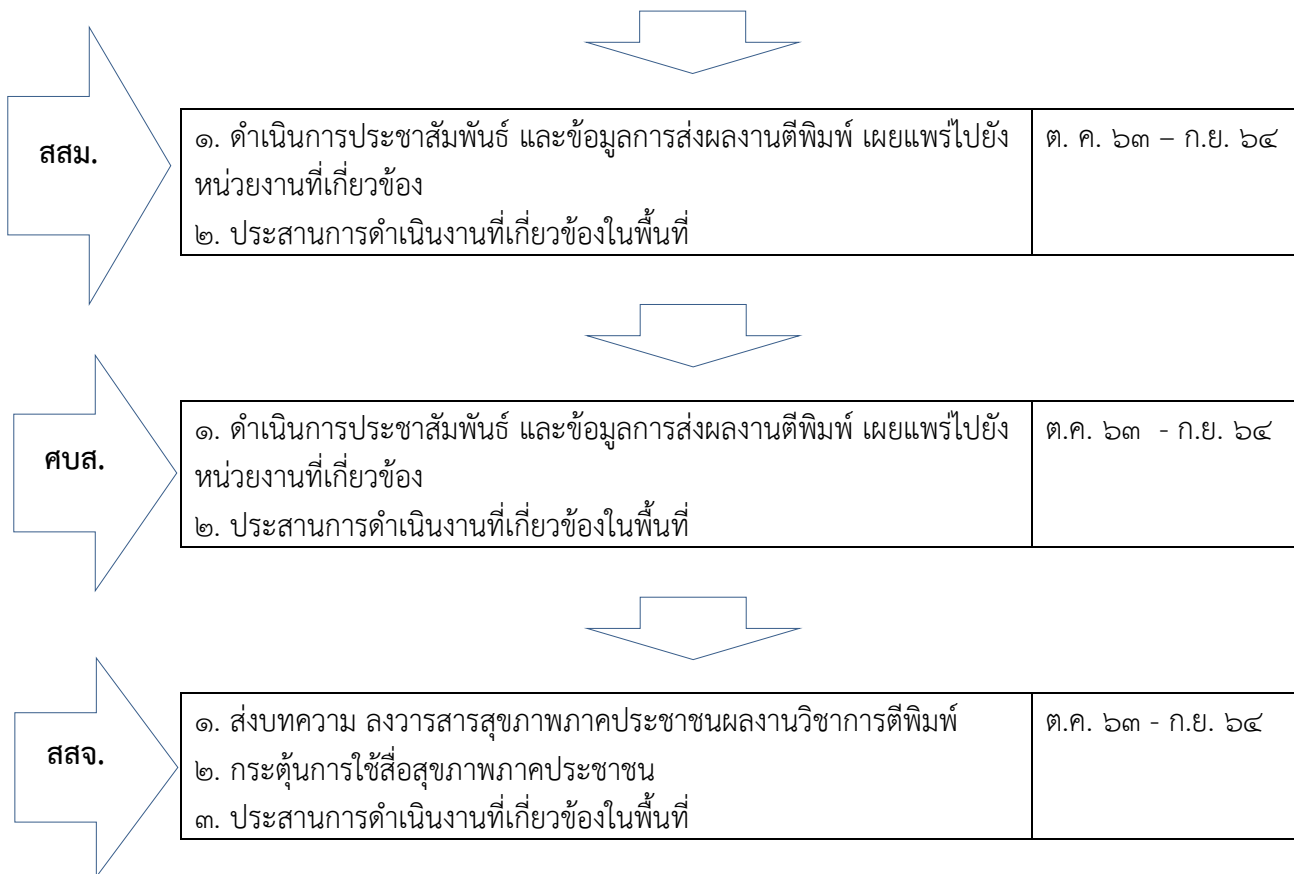 สสม.
๑. ดำเนินการประชาสัมพันธ์ และข้อมูลการส่งผลงานตีพิมพ์ เผยแพร่ไปยัง
หน่วยงานที่เกี่ยวข้อง
๒. ประสานการดำเนินงานที่เกี่ยวข้องในพื้นที่
ต. ค. ๖๓ – ก.ย. ๖๔
ศบส.
๑. ดำเนินการประชาสัมพันธ์ และข้อมูลการส่งผลงานตีพิมพ์ เผยแพร่ไปยัง
หน่วยงานที่เกี่ยวข้อง
๒. ประสานการดำเนินงานที่เกี่ยวข้องในพื้นที่
ต.ค. ๖๓ - ก.ย. ๖๔
สสจ.
๑. ส่งบทความ ลงวารสารสุขภาพภาคประชาชนผลงานวิชาการตีพิมพ์
๒. กระตุ้นการใช้สื่อสุขภาพภาคประชาชน
๓. ประสานการดำเนินงานที่เกี่ยวข้องในพื้นที่
ต.ค. ๖๓ - ก.ย. ๖๔